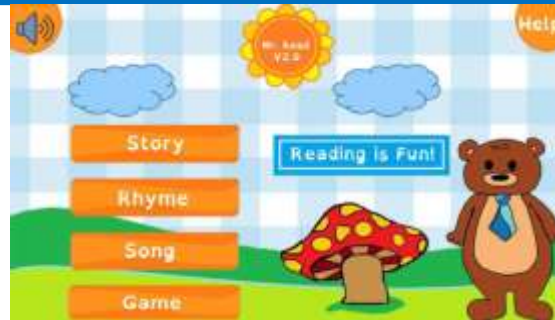 Mr. Read
V2.0
Help
Story
Reading is Fun!
Rhyme
Song
Game